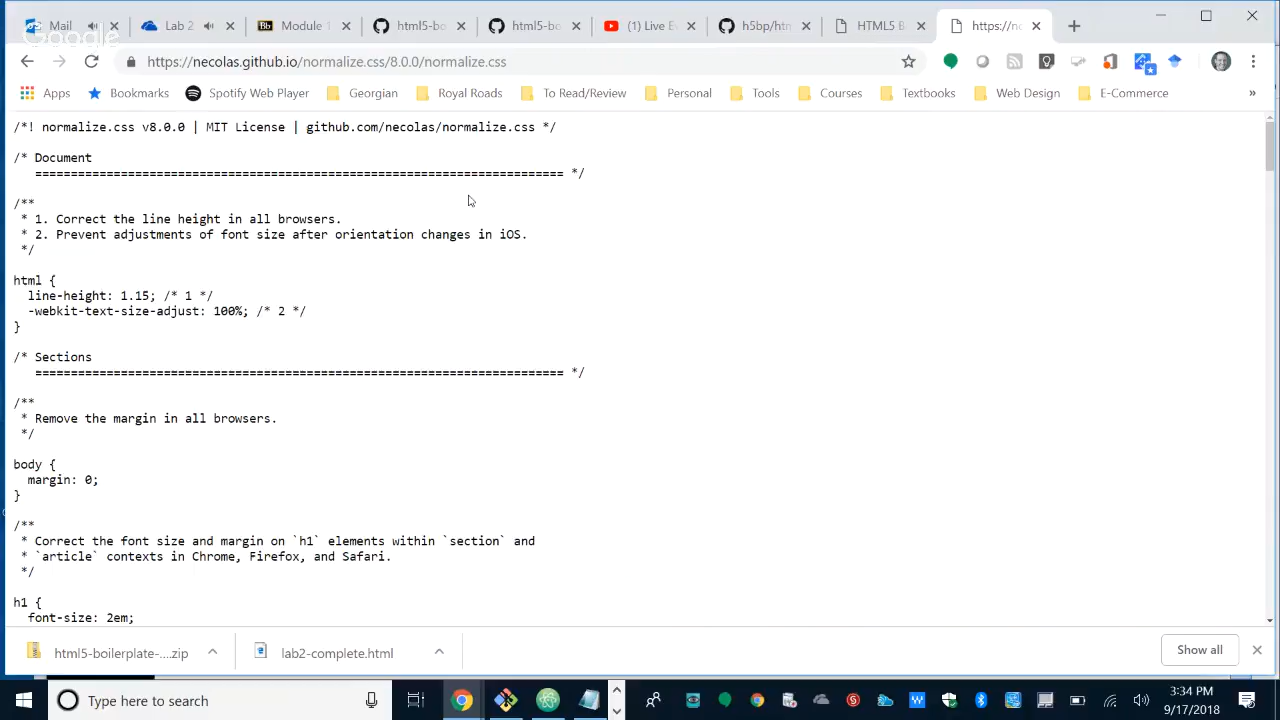 Mail
Lab 2
Module 1
html5-bo
html5-bo
(1) Live Ev
h5bp/htm
HTML5 Ba
https://ne
Google
https://necolas.github.io/normalize.css/8.0.0/normalize.css
Apps
Bookmarks
Spotify Web Player
Georgian
Royal Roads
To Read/Review
Personal
Tools
Courses
Textbooks
Web Design
E-Commerce
»
/*! normalize.css v8.0.0 | MIT License | github.com/necolas/normalize.css */
/* Document
========================================================================== */
/**
* 1. Correct the line height in all browsers.
* 2. Prevent adjustments of font size after orientation changes in iOS.
*/
html {
line-height: 1.15; /* 1 */
-webkit-text-size-adjust: 100%; /* 2 */
}
/* Sections
========================================================================== */
/**
* Remove the margin in all browsers.
*/
body {
margin: 0;
}
/**
* Correct the font size and margin on `h1` elements within `section` and
* `article` contexts in Chrome, Firefox, and Safari.
*/
h1 {
font-size: 2em;
html5-boilerplate-....zip
lab2-complete.html
Show all
Type here to search
3:34 PM
9/17/2018